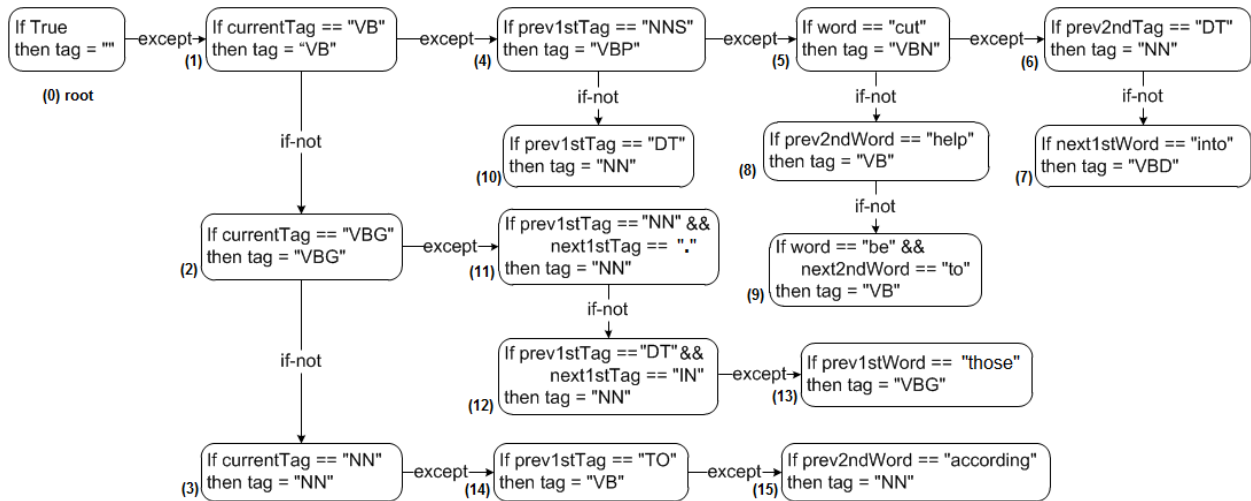 If True
then tag = ""
(0) root
except
If currentTag == "VB"
then tag = “VB"
(1)
except
If prev1stTag == "NNS"
then tag = "VBP"
(4)
except
If word == "cut"
then tag = "VBN"
(5)
except
If prev2ndTag == "DT"
then tag = "NN"
(6)
if-not
if-not
if-not
if-not
If prev1stTag == "DT"
then tag = "NN"
(10)
If prev2ndWord == "help"
then tag = "VB"
(8)
If next1stWord == "into"
then tag = "VBD"
(7)
if-not
If currentTag == "VBG"
then tag = "VBG"
(2)
except
If prev1stTag == "NN" &&
next1stTag == "."
then tag = "NN"
(11)
If word == "be" &&
next2ndWord == "to"
then tag = "VB"
(9)
if-not
if-not
If prev1stTag =="DT"&&
next1stTag == "IN"
then tag = "NN"
(12)
except
If prev1stWord == "those"
then tag = "VBG"
(13)
If currentTag == "NN"
then tag = "NN"
(3)
except
If prev1stTag == "TO"
then tag = "VB"
(14)
except
If prev2ndWord == "according"
then tag = "NN"
(15)